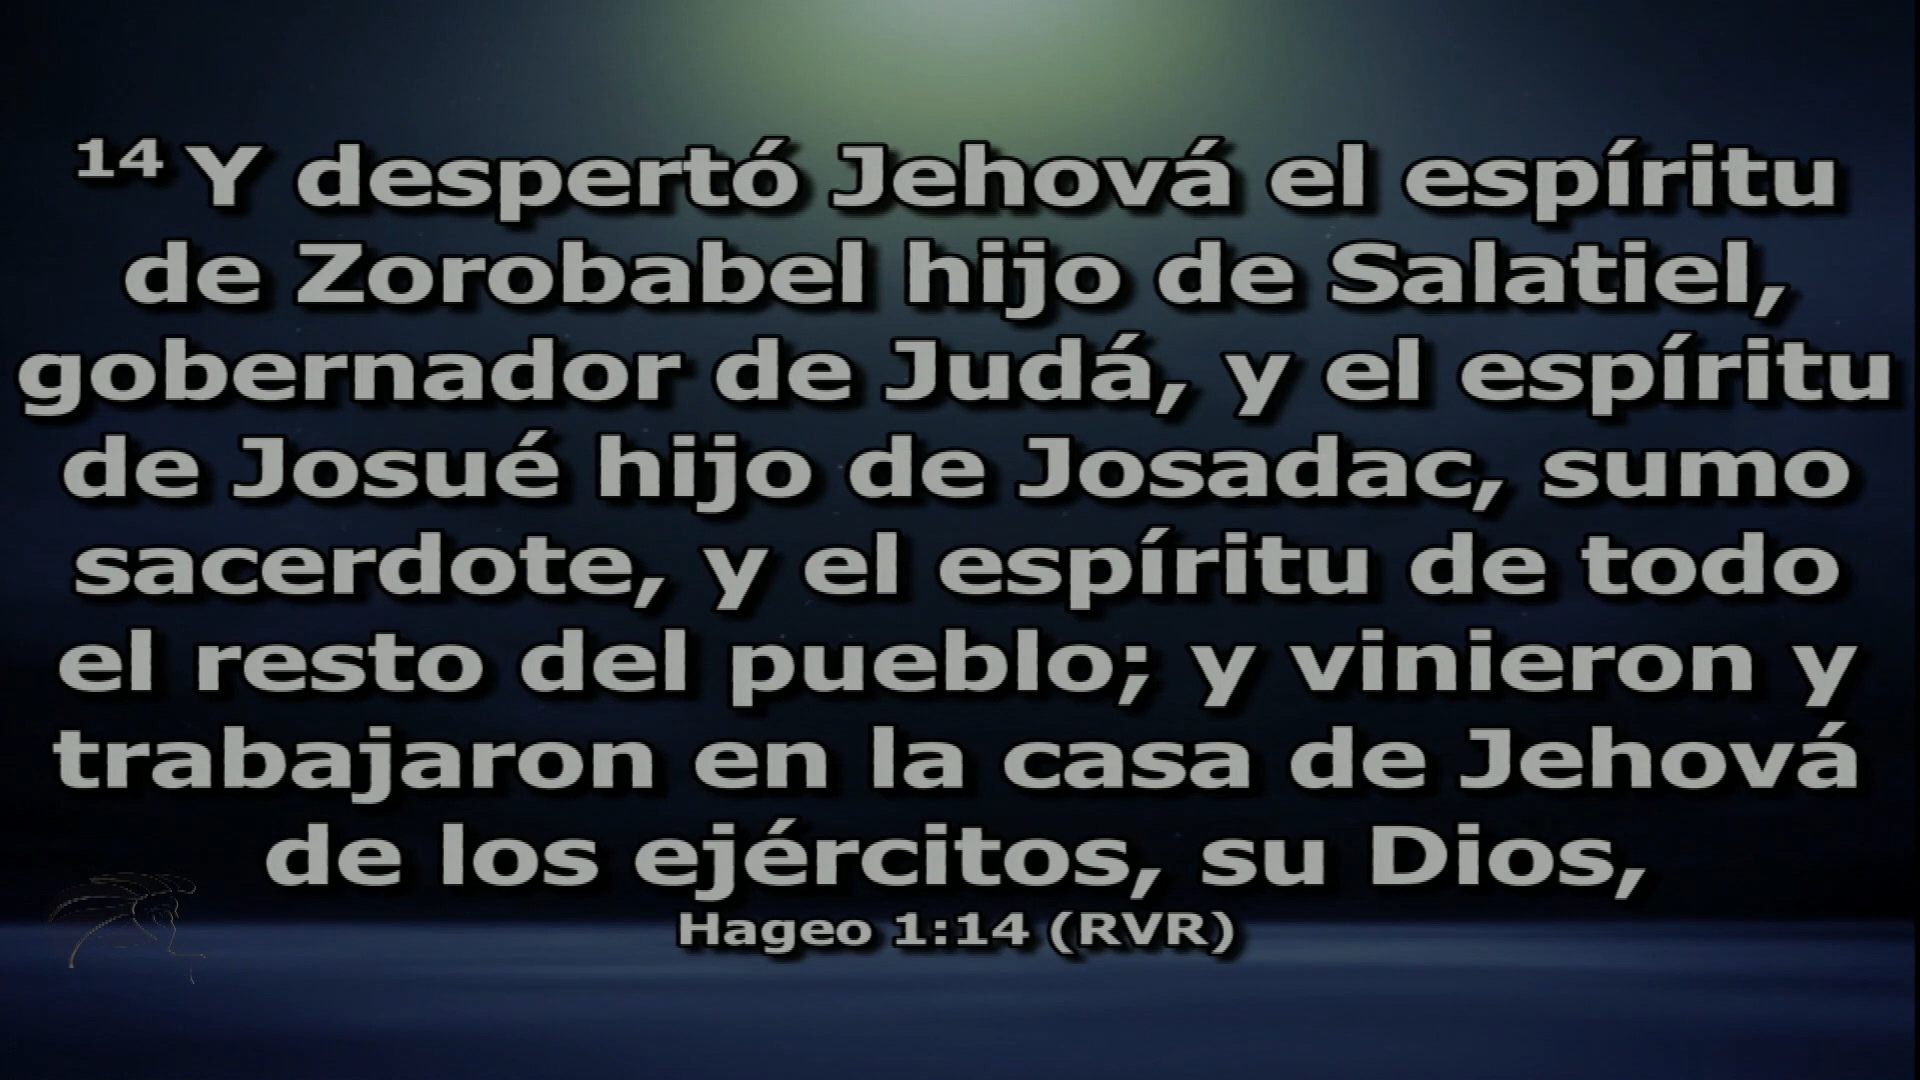 14 Y despertó Jehová el espíritu
de Zorobabel hijo de Salatiel,
gobernador de Judá, y el espíritu
de Josué hijo de Josadac, sumo
sacerdote, y el espíritu de todo
el resto del pueblo; y vinieron y
trabajaron en la casa de Jehová
de los ejércitos, su Dios,
Hageo 1:14 (RVR)